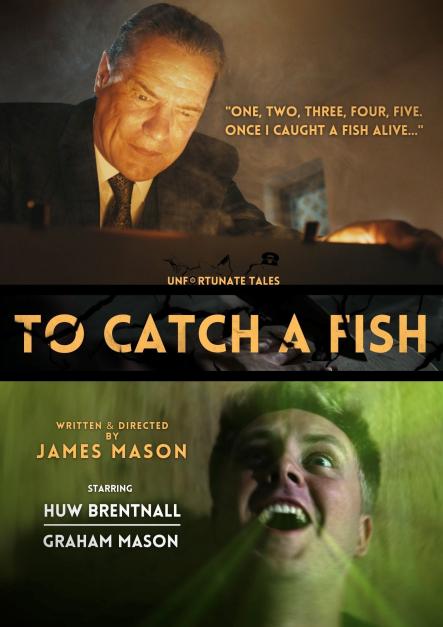 "ONE, TWO, THREE, FOUR, FIVE.
ONCE I CAUGHT A FISH ALIVE..."
UNFORTUNATE TALES
TO CATCH A FISH
WRITTEN & DIRECTED
BY
JAMES MASON
STARRING
HUW BRENTNALL
GRAHAM MASON